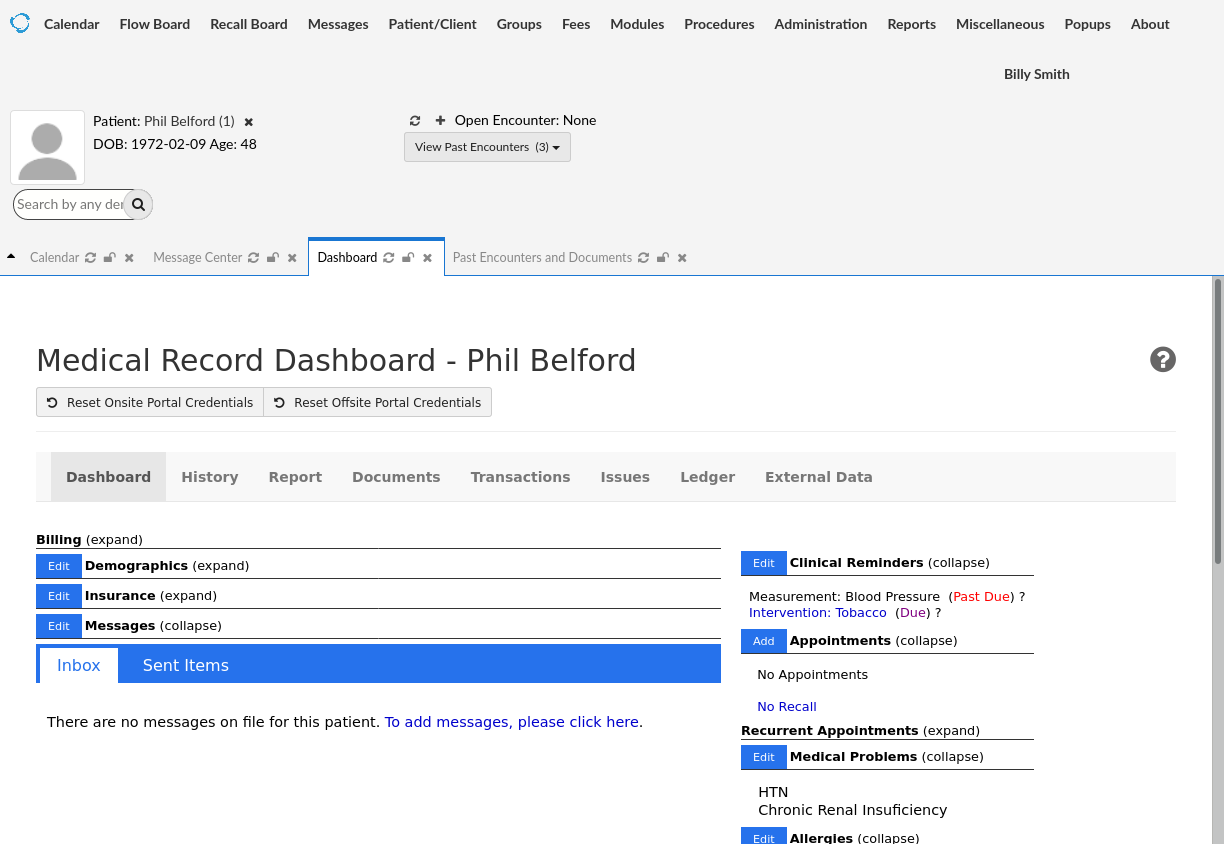 Calendar Flow Board Recall Board Messages Patient/Client Groups Fees Modules Procedures Administration Reports Miscellaneous Popups About
Billy Smith
Patient: Phil Belford (1)
DOB: 1972-02-09 Age: 48
Open Encounter: None
View Past Encounters (3)
Search by any der
Calendar Message Center Dashboard Past Encounters and Documents
Medical Record Dashboard - Phil Belford
Reset Onsite Portal Credentials Reset Offsite Portal Credentials
Dashboard History Report Documents Transactions Issues Ledger External Data
Billing (expand)
Edit Demographics (expand)
Edit Insurance (expand)
Edit Messages (collapse)
Inbox Sent Items
There are no messages on file for this patient. To add messages, please click here.
Edit Clinical Reminders (collapse)
Measurement: Blood Pressure (Past Due) ?
Intervention: Tobacco (Due) ?
Add Appointments (collapse)
No Appointments
No Recall
Recurrent Appointments (expand)
Edit Medical Problems (collapse)
HTN
Chronic Renal Insuficiency
Edit Allergies (collapse)